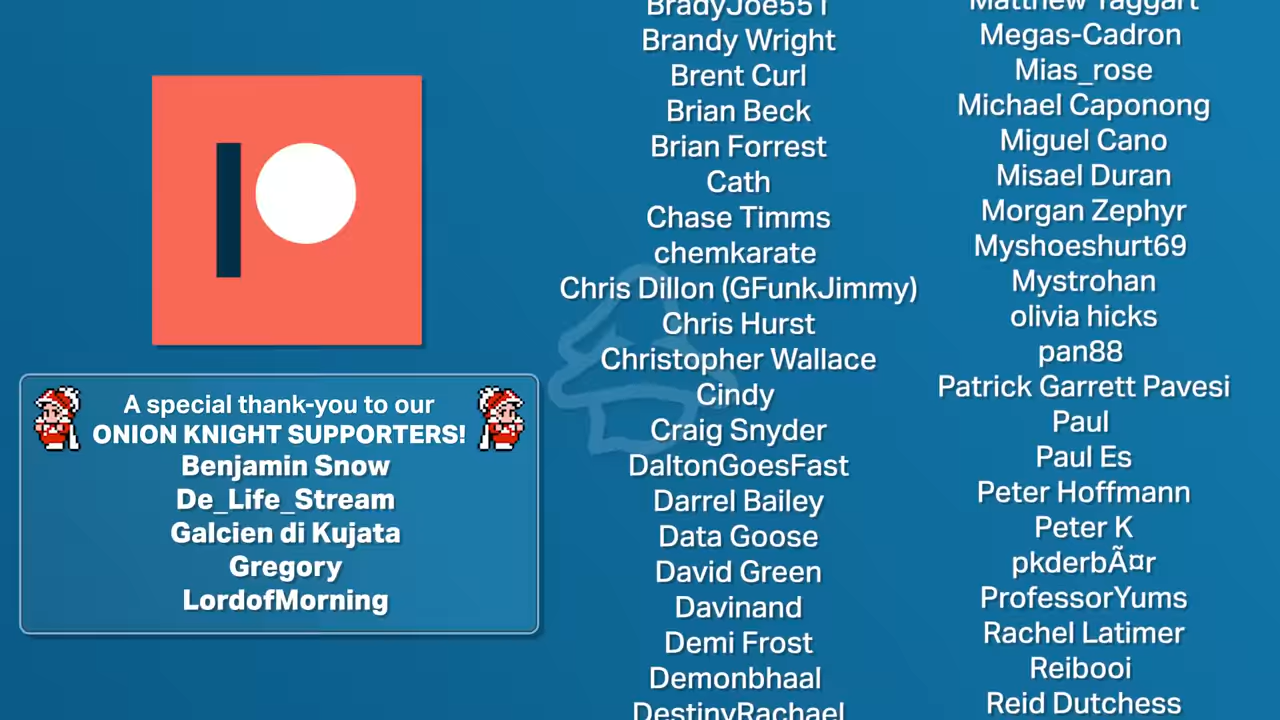 A special thank-you to our
ONION KNIGHT SUPPORTERS!
Benjamin Snow
De_Life_Stream
Galcien di Kujata
Gregory
LordofMorning
BradyJoe551
Brandy Wright
Brent Curl
Brian Beck
Brian Forrest
Cath
Chase Timms
chemkarate
Chris Dillon (GFunkJimmy)
Chris Hurst
Christopher Wallace
Cindy
Craig Snyder
DaltonGoesFast
Darrel Bailey
Data Goose
David Green
Davinand
Demi Frost
Demonbhaal
DestinyRachael
Matthew Taggart
Megas-Cadron
Mias_rose
Michael Caponong
Miguel Cano
Misael Duran
Morgan Zephyr
Myshoeshurt69
Mystrohan
olivia hicks
pan88
Patrick Garrett Pavesi
Paul
Paul Es
Peter Hoffmann
Peter K
pkderbÃ¤r
ProfessorYums
Rachel Latimer
Reibooi
Reid Dutchess